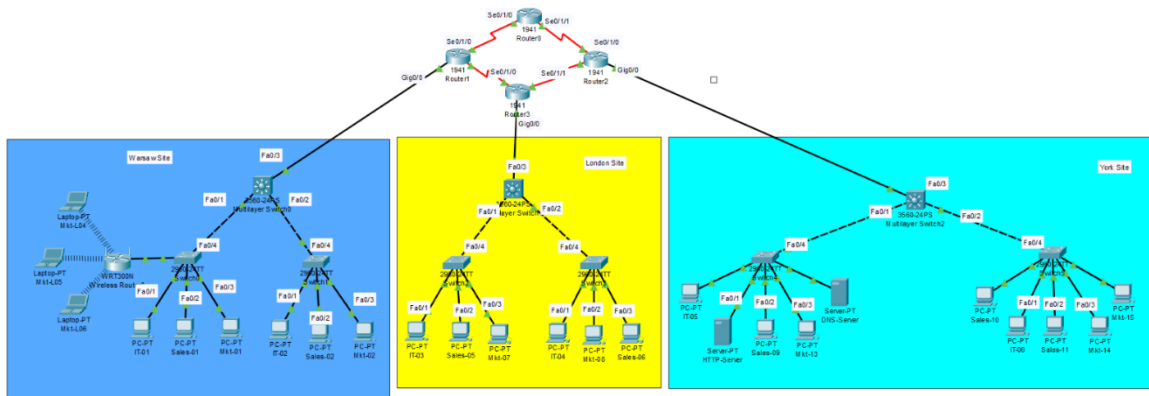 Se0/1/0
Se0/1/1
1941
Router0
Se0/1/0
Se0/1/0
1941
Router1
Se0/1/0
Se0/1/1
1941
Router2
Gig0/0
Gig0/0
1941
Router3
Gig0/0
Warsaw Site
Fa0/3
3560-24PS
Multilayer Switch0
Fa0/1
Fa0/2
Laptop-PT
Mkt-L04
Laptop-PT
Mkt-L05
Laptop-PT
Mkt-L06
WRT300N
Fa0/4
Fa0/4
Fa0/1
Fa0/2
Fa0/3
Fa0/1
Fa0/2
Fa0/3
PC-PT
IT-01
PC-PT
Sales-01
PC-PT
Mkt-01
PC-PT
IT-02
PC-PT
Sales-02
PC-PT
Mkt-02
London Site
Fa0/3
Fa0/1
Fa0/2
Fa0/4
Fa0/4
Fa0/1
Fa0/2
Fa0/3
Fa0/1
Fa0/2
Fa0/3
PC-PT
IT-03
PC-PT
Sales-05
PC-PT
Mkt-07
PC-PT
IT-04
PC-PT
Mkt-08
PC-PT
Sales-06
York Site
Fa0/3
3560-24PS
Multilayer Switch2
Fa0/1
Fa0/2
Fa0/4
Fa0/4
PC-PT
IT-05
Fa0/1
Fa0/2
Fa0/3
Server-PT
DNS-Server
Server-PT
HTTP-Server
PC-PT
Sales-09
PC-PT
Mkt-13
PC-PT
Sales-10
Fa0/1
Fa0/2
Fa0/3
PC-PT
Mkt-15
PC-PT
PC-PT
Sales-11
PC-PT
Mkt-14